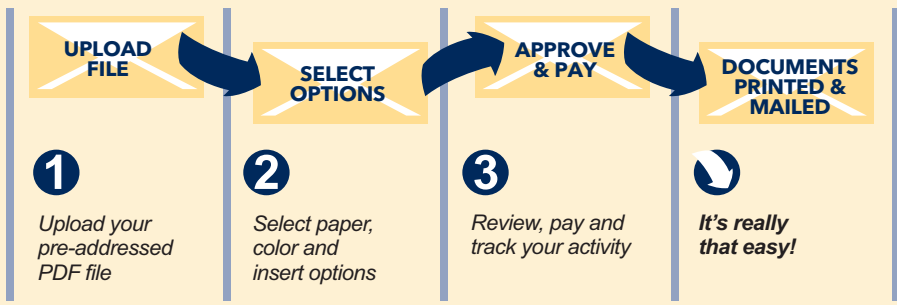 UPLOAD
FILE
SELECT
OPTIONS
APPROVE
& PAY
DOCUMENTS
PRINTED &
MAILED
1
Upload your
pre-addressed
PDF file
2
Select paper,
color and
insert options
3
Review, pay and
track your activity
It's really
that easy!